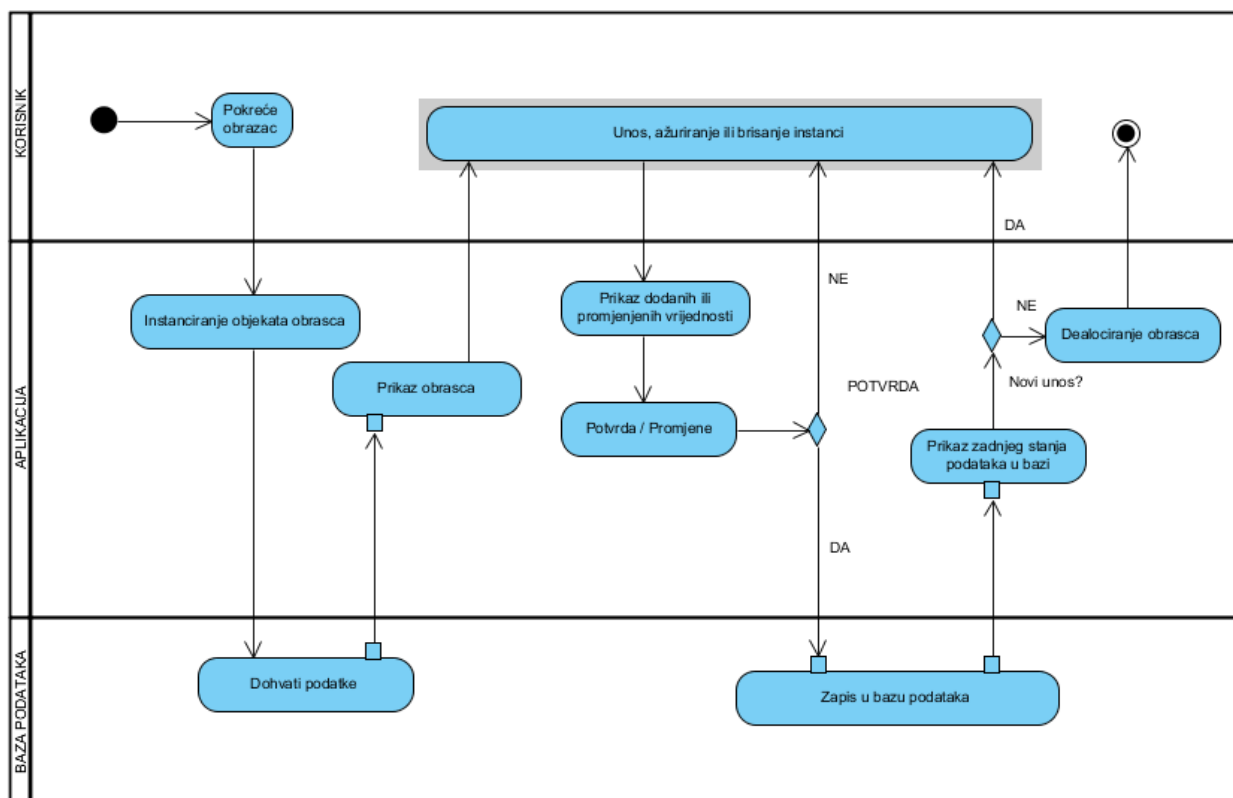 KORISNIK
Pokreće
obrazac
Unos, ažuriranje ili brisanje instanci
DA
APLIKACIJA
NE
Prikaz dodanih ili
promjenjenih vrijednosti
Instanciranje objekata obrasca
NE
Dealociranje obrasca
Prikaz obrasca
POTVRDA
Novi unos?
Potvrda / Promjene
Prikaz zadnjeg stanja
podataka u bazi
DA
BAZA PODATAKA
Dohvati podatke
Zapis u bazu podataka